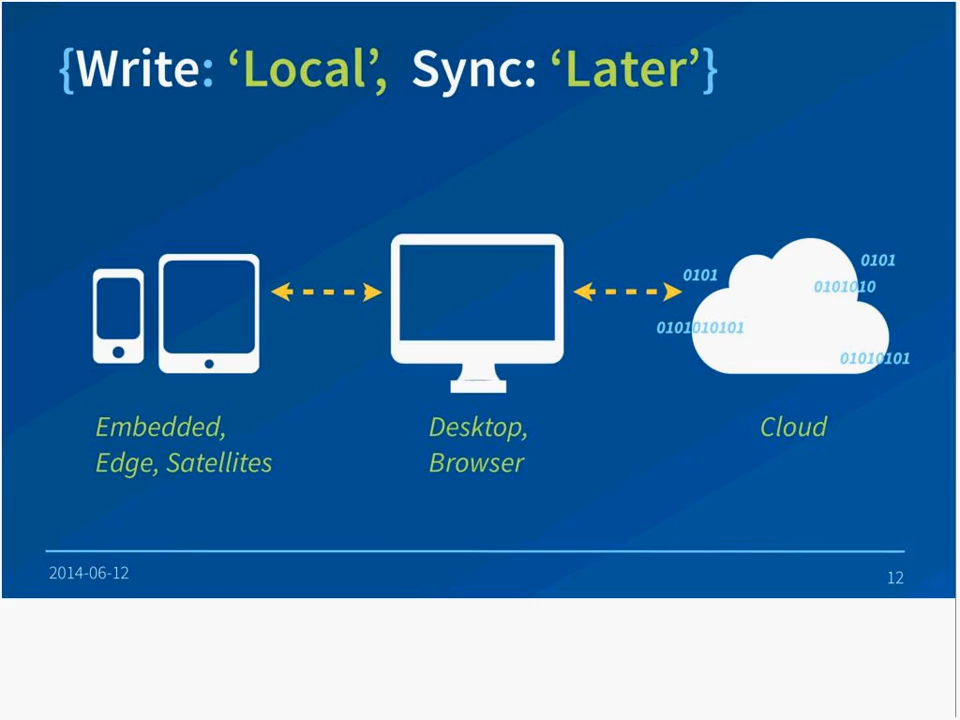 {Write: ‘Local’, Sync: ‘Later’}
0101
0101
0101010
0101010101
01010101
Embedded,
Edge, Satellites
Desktop,
Browser
Cloud
2014-06-12
12